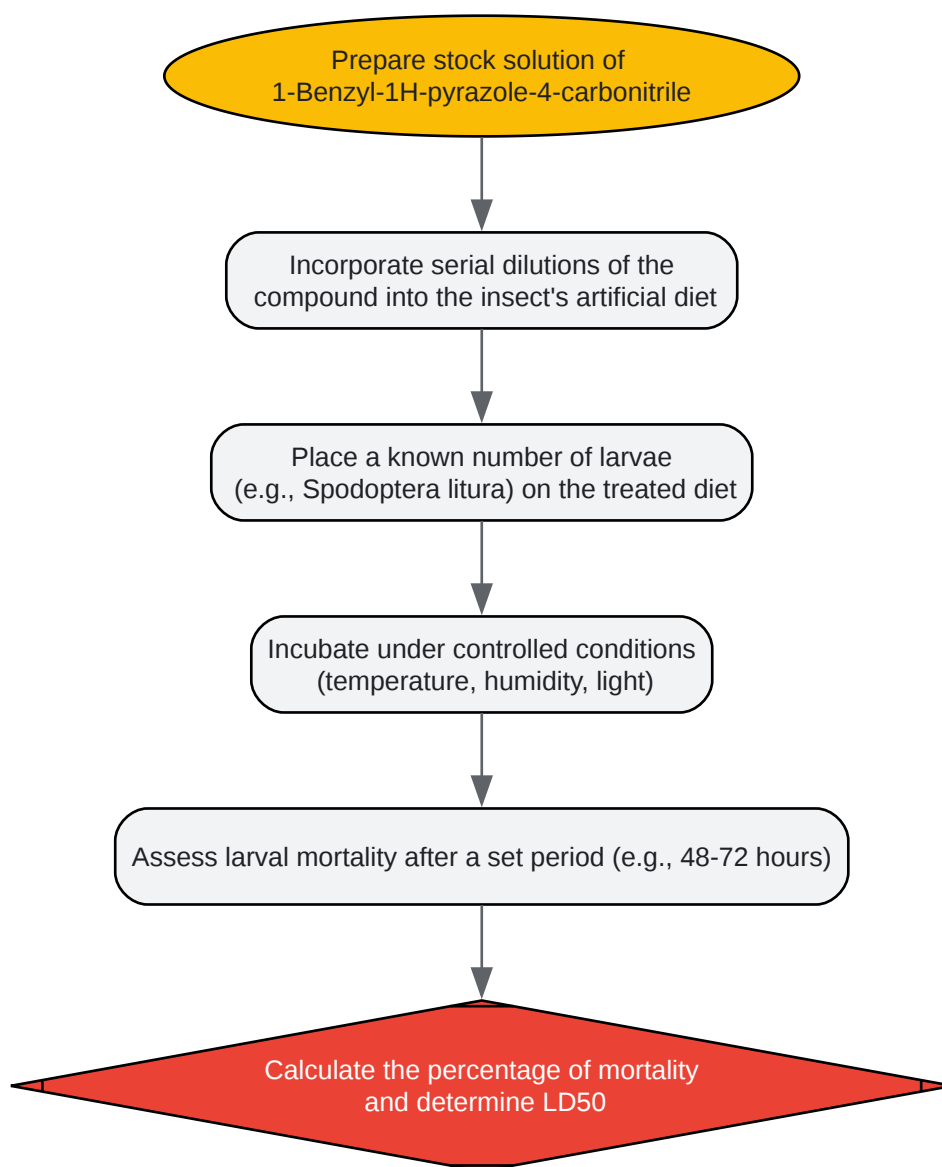 Prepare stock solution of
1-Benzyl-1H-pyrazole-4-carbonitrile
Incorporate serial dilutions of the
compound into the insect's artificial diet
Place a known number of larvae
(e.g., Spodoptera litura) on the treated diet
Incubate under controlled conditions
(temperature, humidity, light)
Assess larval mortality after a set period (e.g., 48-72 hours)
Calculate the percentage of mortality
and determine LD50